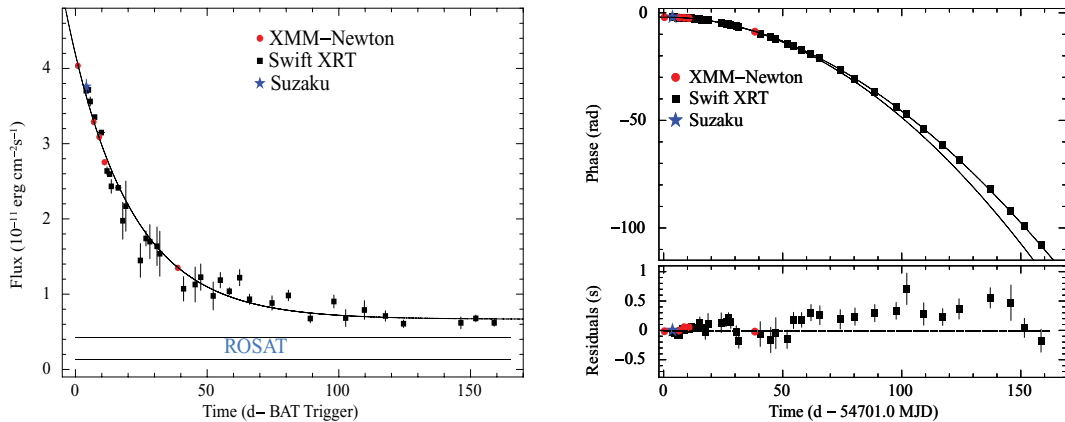 XMM−Newton
Swift XRT
Suzaku
Flux (10⁻¹¹ erg cm⁻²s⁻¹)
4
3
2
1
0
ROSAT
0
50
100
150
Time (d− BAT Trigger)
XMM−Newton
Swift XRT
Suzaku
Phase (rad)
0
−50
−100
Residuals (s)
1
0.5
0
−0.5
0
50
100
150
Time (d − 54701.0 MJD)